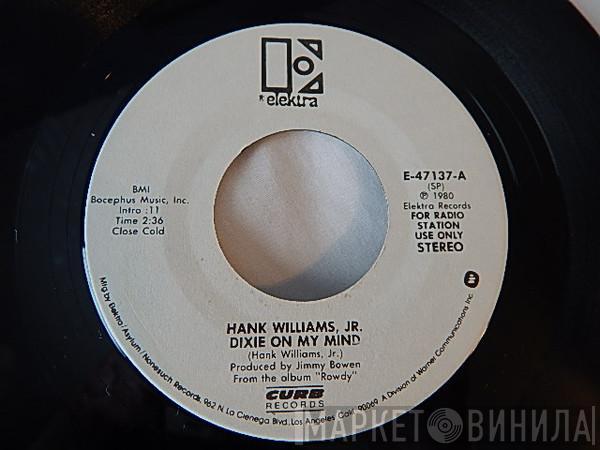 elektra
BMI
Bocephus Music, Inc.
Intro :11
Time 2:36
Close Cold
E-47137-A
(SP)
℗ 1980
Elektra Records
FOR RADIO
STATION
USE ONLY
STEREO
HANK WILLIAMS, JR.
DIXIE ON MY MIND
(Hank Williams, Jr.)
Produced by Jimmy Bowen
From the album "Rowdy"
CURB
RECORDS
Mfg by Elektra/Asylum/Nonesuch Records, 962 N. La Cienega Blvd., Los Angeles Calif. 90069 A Division of Warner Communications Inc.
МАРКЕТ ВИНИЛА